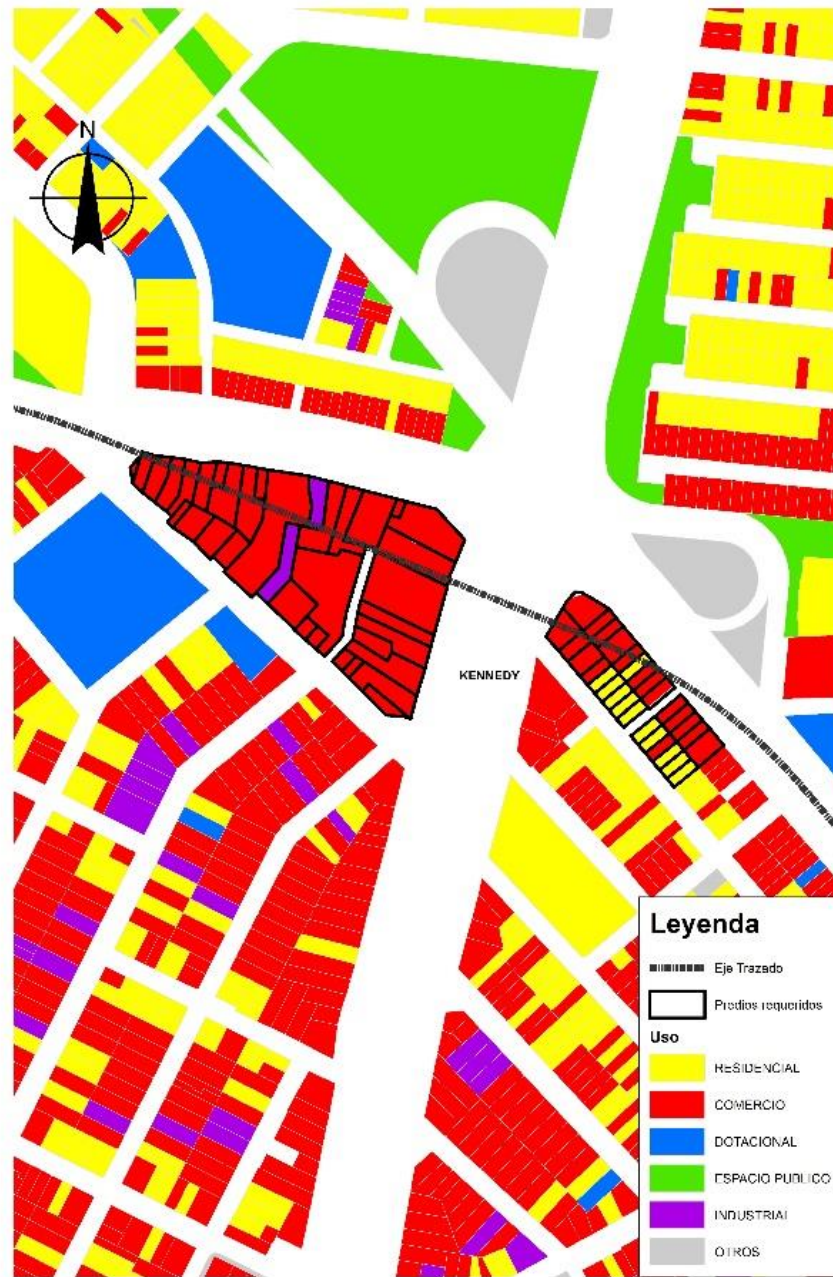 N
KENNEDY
Leyenda
Eje Trazado
Predios requeridos
Uso
RESIDENCIAL
COMERCIO
DOTACIONAL
ESPACIO PUBLICO
INDUSTRIAL
OTROS